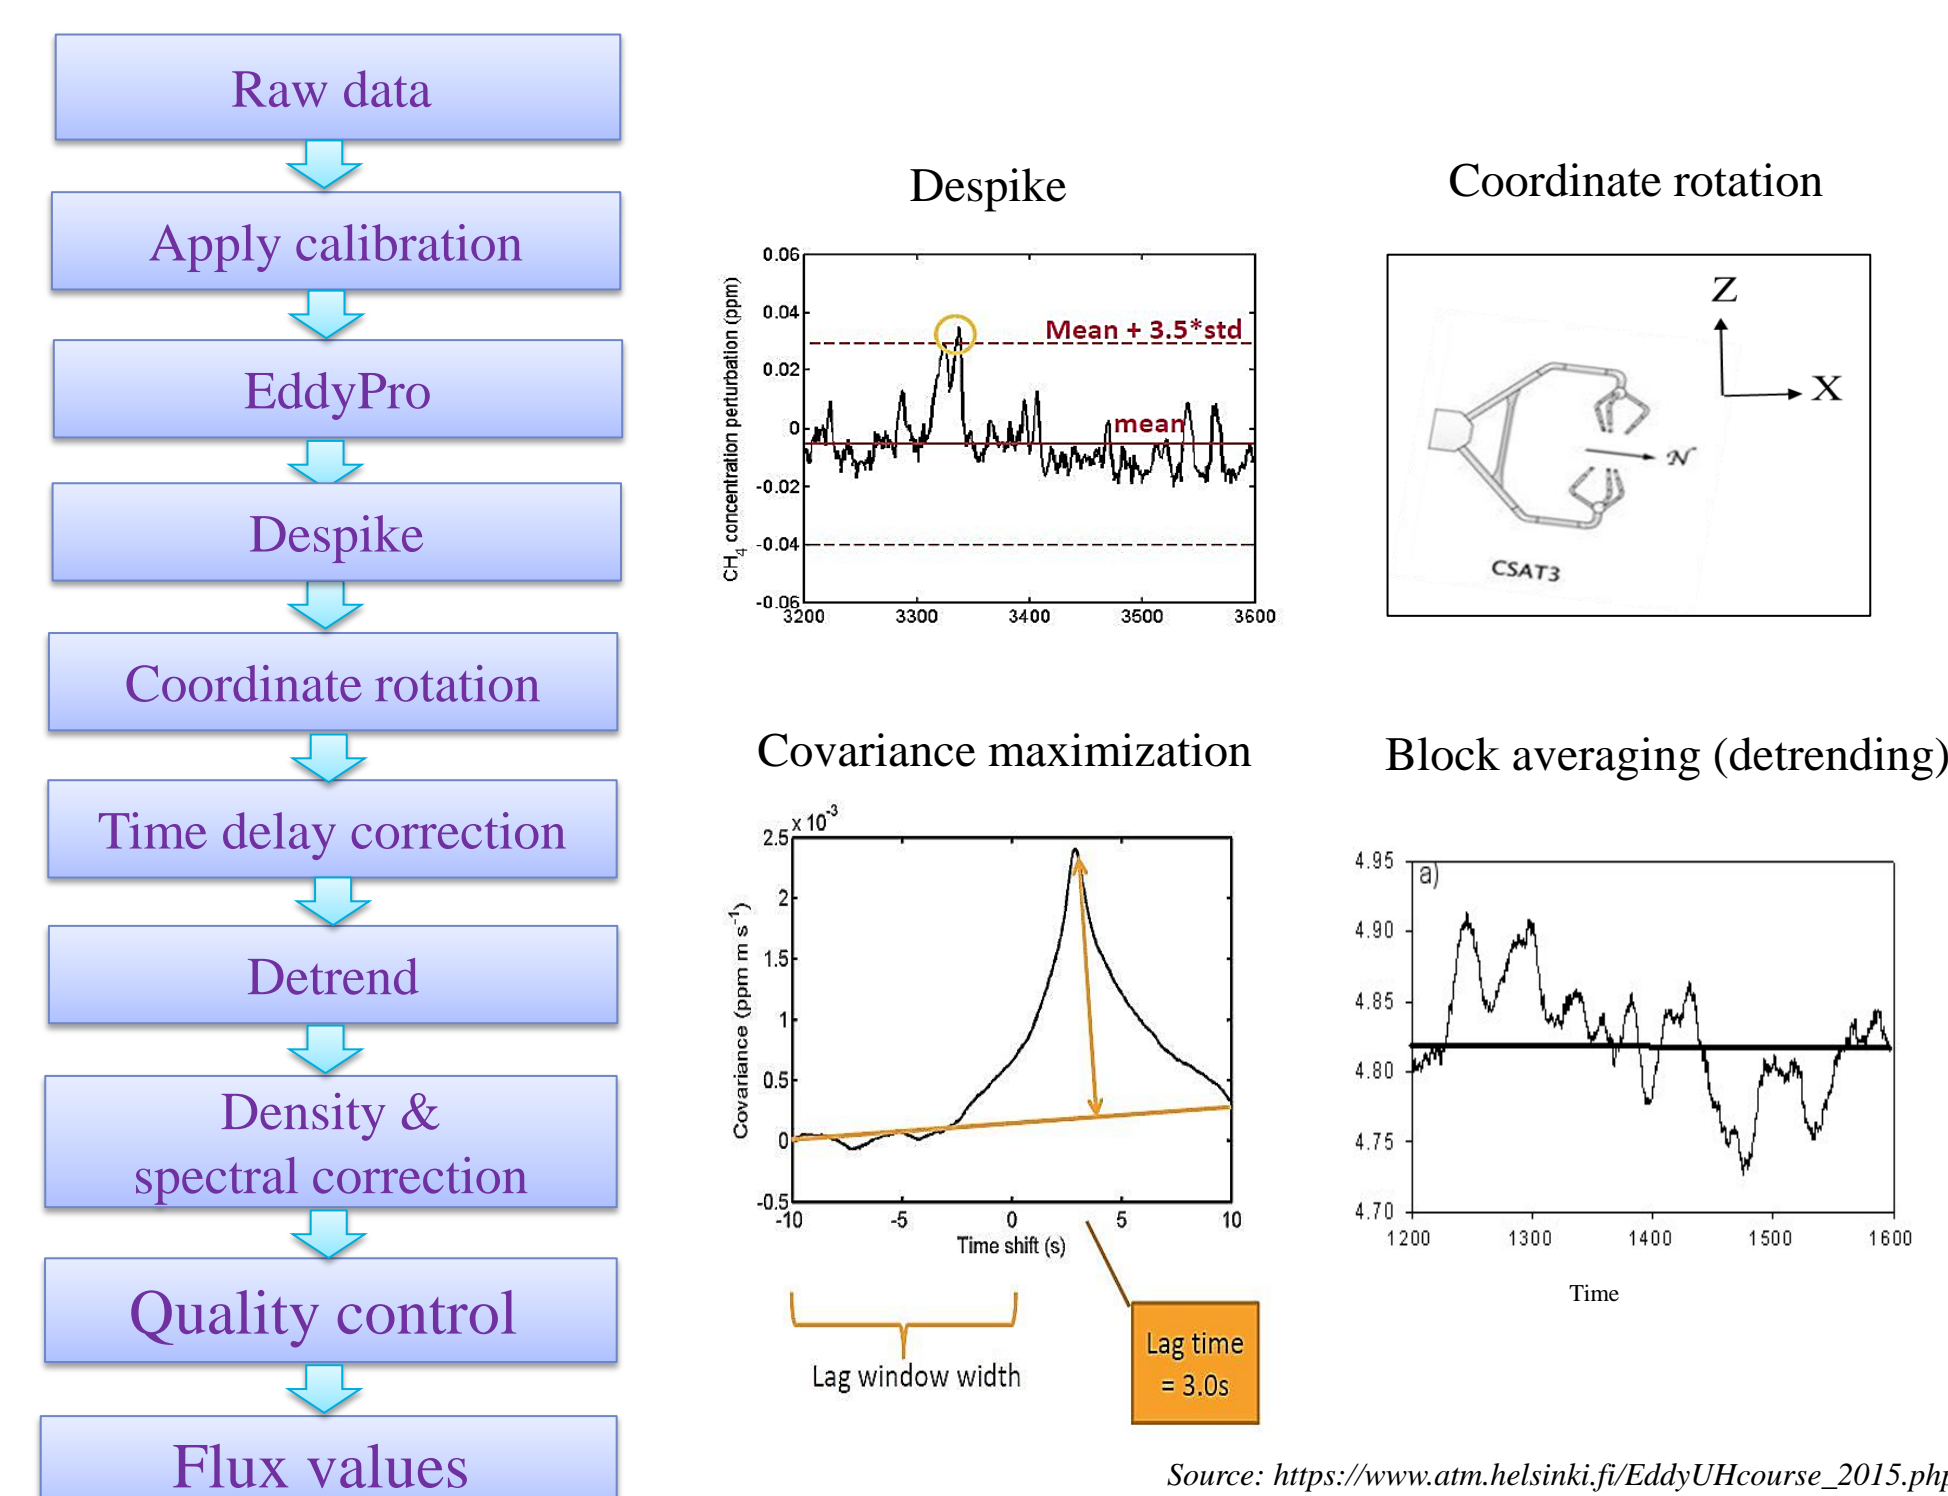 Raw data
Apply calibration
EddyPro
Despike
Coordinate rotation
Time delay correction
Detrend
Density &
spectral correction
Quality control
Flux values
Despike
CH4 concentration perturbation (ppm)
0.06
0.04
0.02
0
-0.02
-0.04
-0.06
3200 3300 3400 3500 3600
Mean + 3.5*std
mean
Coordinate rotation
Z
X
N
CSAT3
Covariance maximization
x 10-3
Covariance (ppm m s-1)
2.5
2
1.5
1
0.5
0
-0.5
-10 -5 0 5 10
Time shift (s)
Lag window width
Lag time
= 3.0s
Block averaging (detrending)
a)
4.95
4.90
4.85
4.80
4.75
4.70
1200 1300 1400 1500 1600
Time
Source: https://www.atm.helsinki.fi/EddyUHcourse_2015.php